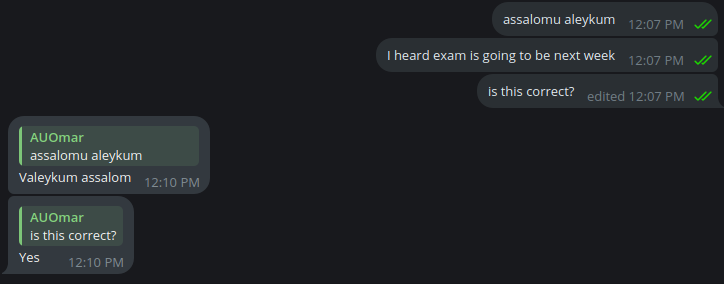 assalomu aleykum 12:07 PM
I heard exam is going to be next week 12:07 PM
is this correct? edited 12:07 PM
AUOmar
assalomu aleykum
Valeykum assalom 12:10 PM
AUOmar
is this correct?
Yes 12:10 PM